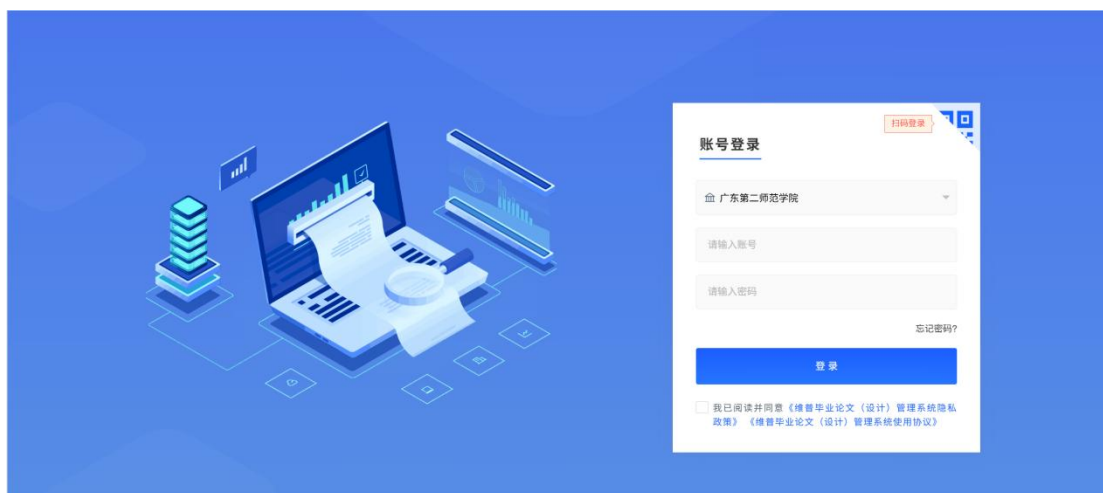 扫码登录
账号登录
广东第二师范学院
请输入账号
请输入密码
忘记密码?
登 录
我已阅读并同意《维普毕业论文（设计）管理系统隐私
政策》《维普毕业论文（设计）管理系统使用协议》